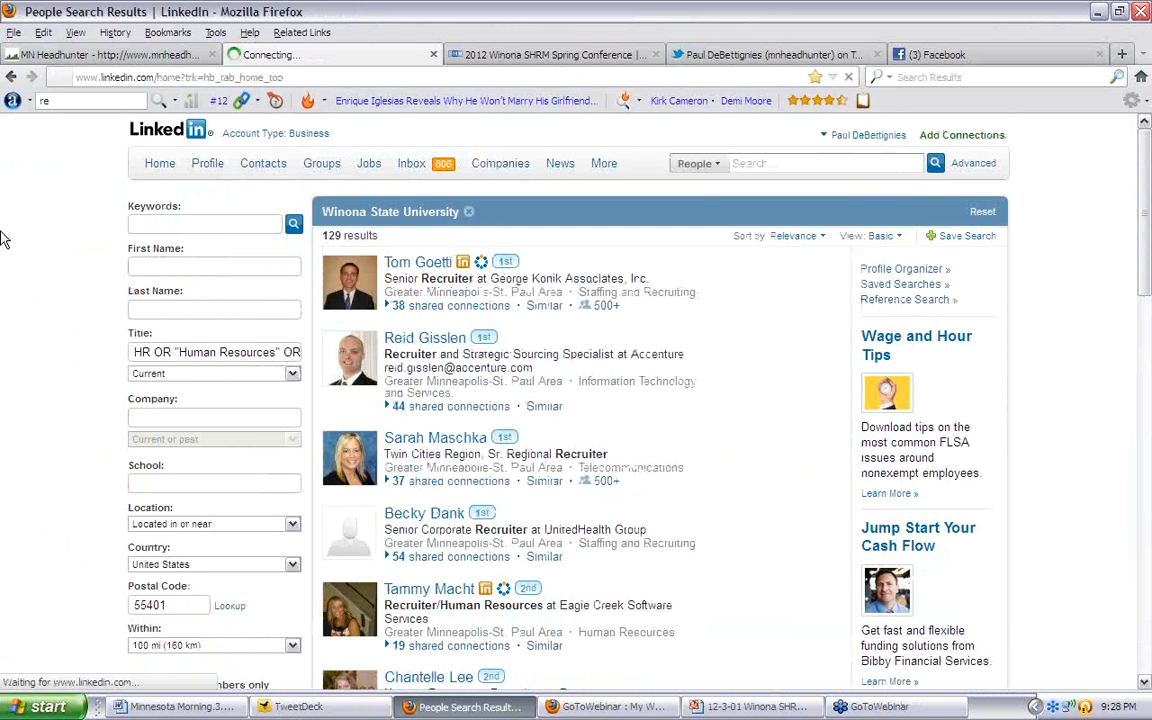 People Search Results | LinkedIn - Mozilla Firefox
File Edit View History Bookmarks Tools Help Related Links
MN Headhunter - http://www.mnheadh...
Connecting...
2012 Winona SHRM Spring Conference |...
Paul DeBettignies (mnheadhunter) on T...
(3) Facebook
www.linkedin.com/home?trk=hb_tab_home_top
Search Results
re
#12
Enrique Iglesias Reveals Why He Won't Marry His Girlfriend...
Kirk Cameron · Demi Moore
LinkedIn
Account Type: Business
Paul DeBettignies
Add Connections
Home Profile Contacts Groups Jobs Inbox 806 Companies News More
People Search... Advanced
Keywords:
First Name:
Last Name:
Title:
HR OR "Human Resources" OR
Current
Company:
Current or past
School:
Location:
Located in or near
Country:
United States
Postal Code:
55401 Lookup
Within:
100 mi (160 km)
mbers only
Winona State University
Reset
129 results
Sort by Relevance View: Basic Save Search
Tom Goetti in 1st
Senior Recruiter at George Konik Associates, Inc.
Greater Minneapolis-St. Paul Area · Staffing and Recruiting
38 shared connections · Similar · 500+
Reid Gisslen 1st
Recruiter and Strategic Sourcing Specialist at Accenture
reid.gisslen@accenture.com
Greater Minneapolis-St. Paul Area · Information Technology
and Services
44 shared connections · Similar
Sarah Maschka 1st
Twin Cities Region, Sr. Regional Recruiter
Greater Minneapolis-St. Paul Area · Telecommunications
37 shared connections · Similar · 500+
Becky Dank 1st
Senior Corporate Recruiter at UnitedHealth Group
Greater Minneapolis-St. Paul Area · Staffing and Recruiting
54 shared connections · Similar
Tammy Macht in 2nd
Recruiter/Human Resources at Eagle Creek Software
Services
Greater Minneapolis-St. Paul Area · Human Resources
19 shared connections · Similar
Chantelle Lee 2nd
Profile Organizer »
Saved Searches »
Reference Search »
Wage and Hour
Tips
Download tips on the
most common FLSA
issues around
nonexempt employees.
Learn More »
Jump Start Your
Cash Flow
Get fast and flexible
funding solutions from
Bibby Financial Services.
Learn More »
Waiting for www.linkedin.com...
start
Minnesota Morning.3....
TweetDeck
People Search Result...
GoToWebinar : My W...
12-3-01 Winona SHR...
GoToWebinar
9:28 PM